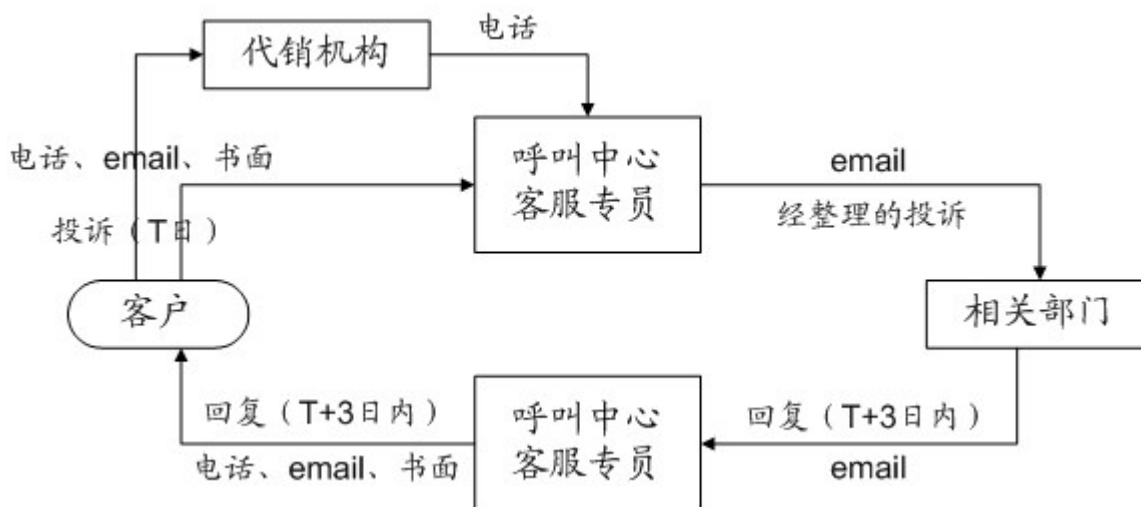 代销机构
电话
电话、email、书面
呼叫中心
客服专员
email
经整理的投诉
投诉（T日）
客户
相关部门
回复（T+3日内）
电话、email、书面
呼叫中心
客服专员
回复（T+3日内）
email